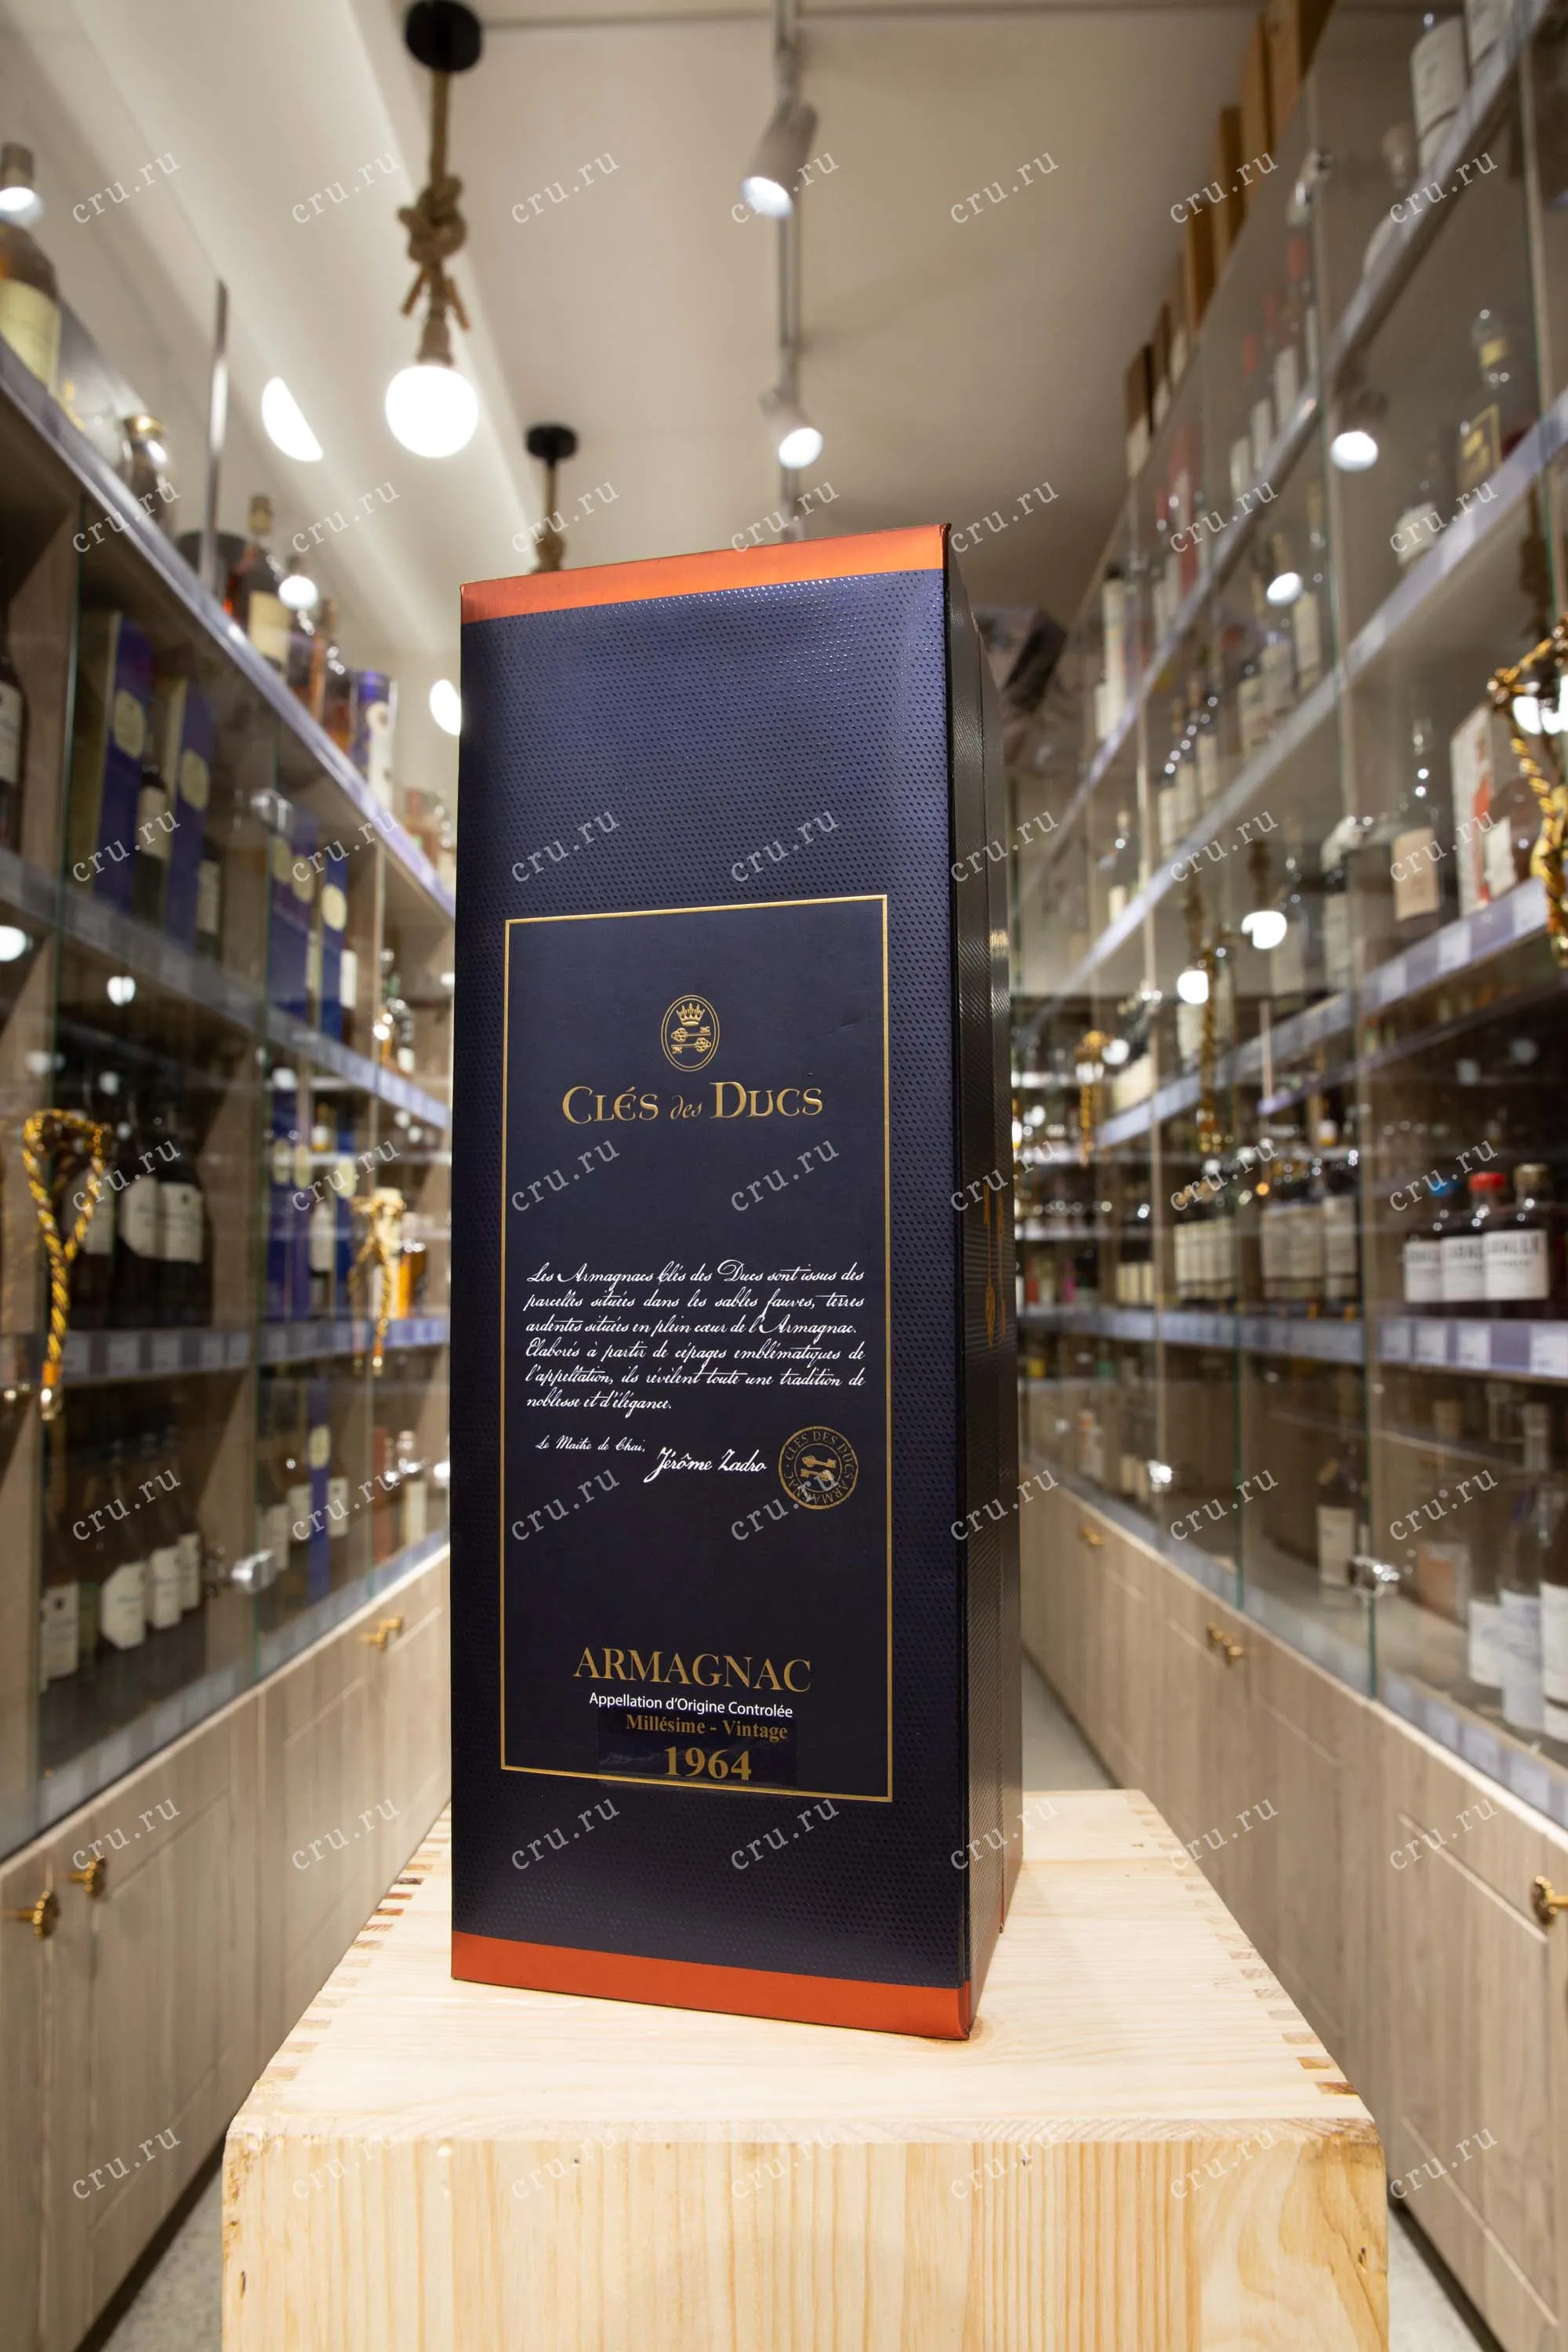 CLÉS des DUCS
Les Armagnacs Clés des Ducs sont issus des
parcelles situées dans les sables fauves, terres
ardentes situées en plein cœur de l'Armagnac.
Elaborés à partir de cépages emblématiques de
l'appellation, ils révèlent toute une tradition de
noblesse et d'élégance.
Le Maître de Chai,
Jérôme Zadro
CLES DES DUCS · ARMAGNAC
ARMAGNAC
Appellation d'Origine Controlée
Millésime - Vintage
1964
cru.ru